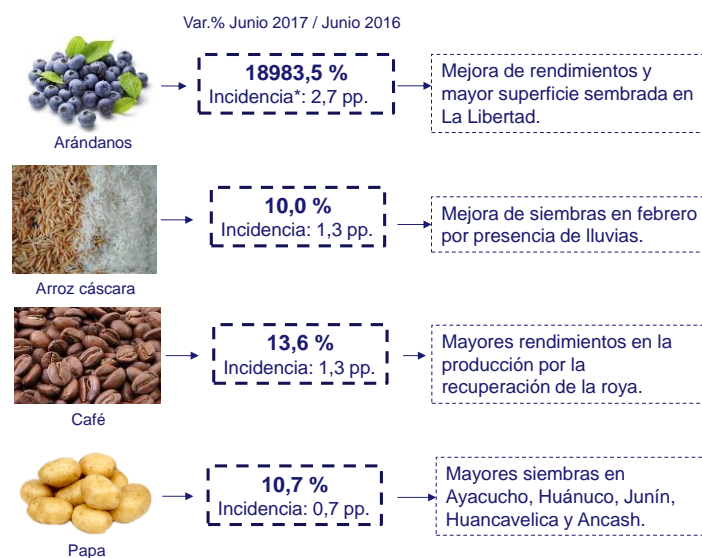 Var.% Junio 2017 / Junio 2016
18983,5 %
Incidencia*: 2,7 pp.
Mejora de rendimientos y
mayor superficie sembrada en
La Libertad.
Arándanos
10,0 %
Incidencia: 1,3 pp.
Mejora de siembras en febrero
por presencia de lluvias.
Arroz cáscara
13,6 %
Incidencia: 1,3 pp.
Mayores rendimientos en la
producción por la
recuperación de la roya.
Café
10,7 %
Incidencia: 0,7 pp.
Mayores siembras en
Ayacucho, Huánuco, Junín,
Huancavelica y Ancash.
Papa